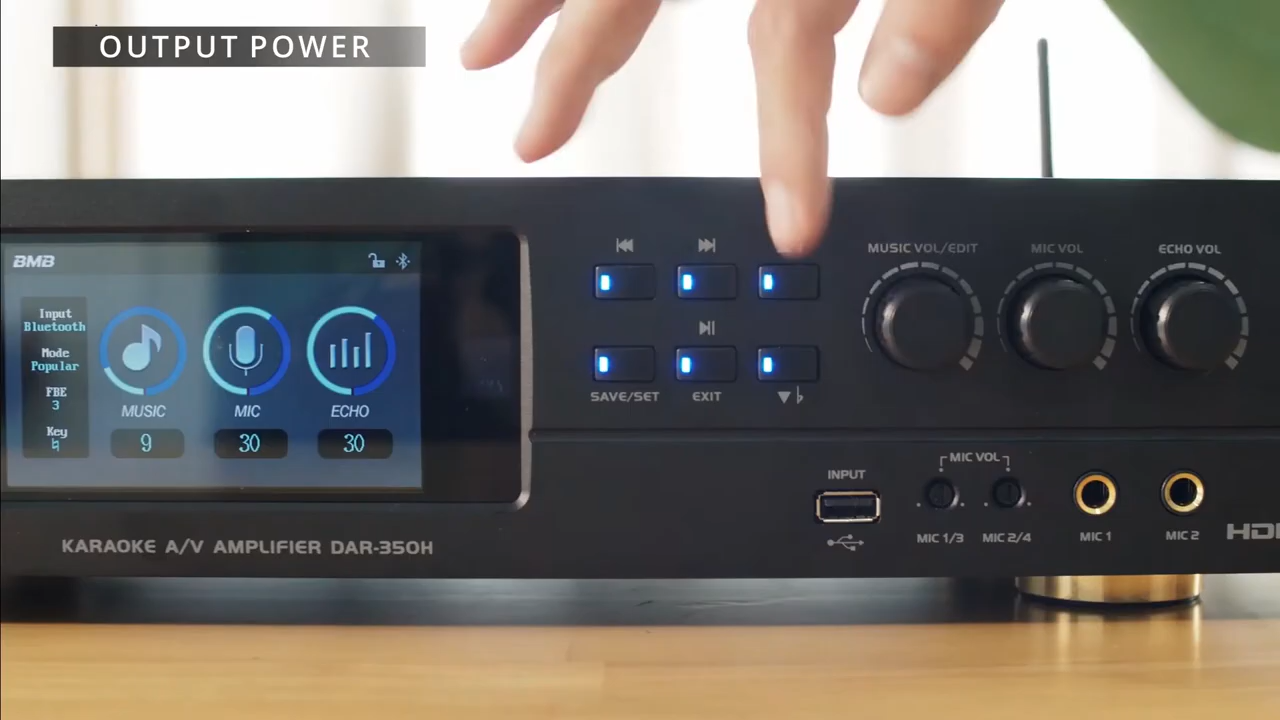 OUTPUT POWER
BMB
Input
Bluetooth
Mode
Popular
FBE
3
Key
♮
MUSIC
MIC
ECHO
9
30
30
SAVE/SET
EXIT
▼♭
MUSIC VOL/EDIT
MIC VOL
ECHO VOL
INPUT
MIC VOL
MIC 1/3
MIC 2/4
MIC 1
MIC 2
KARAOKE A/V AMPLIFIER DAR-350H